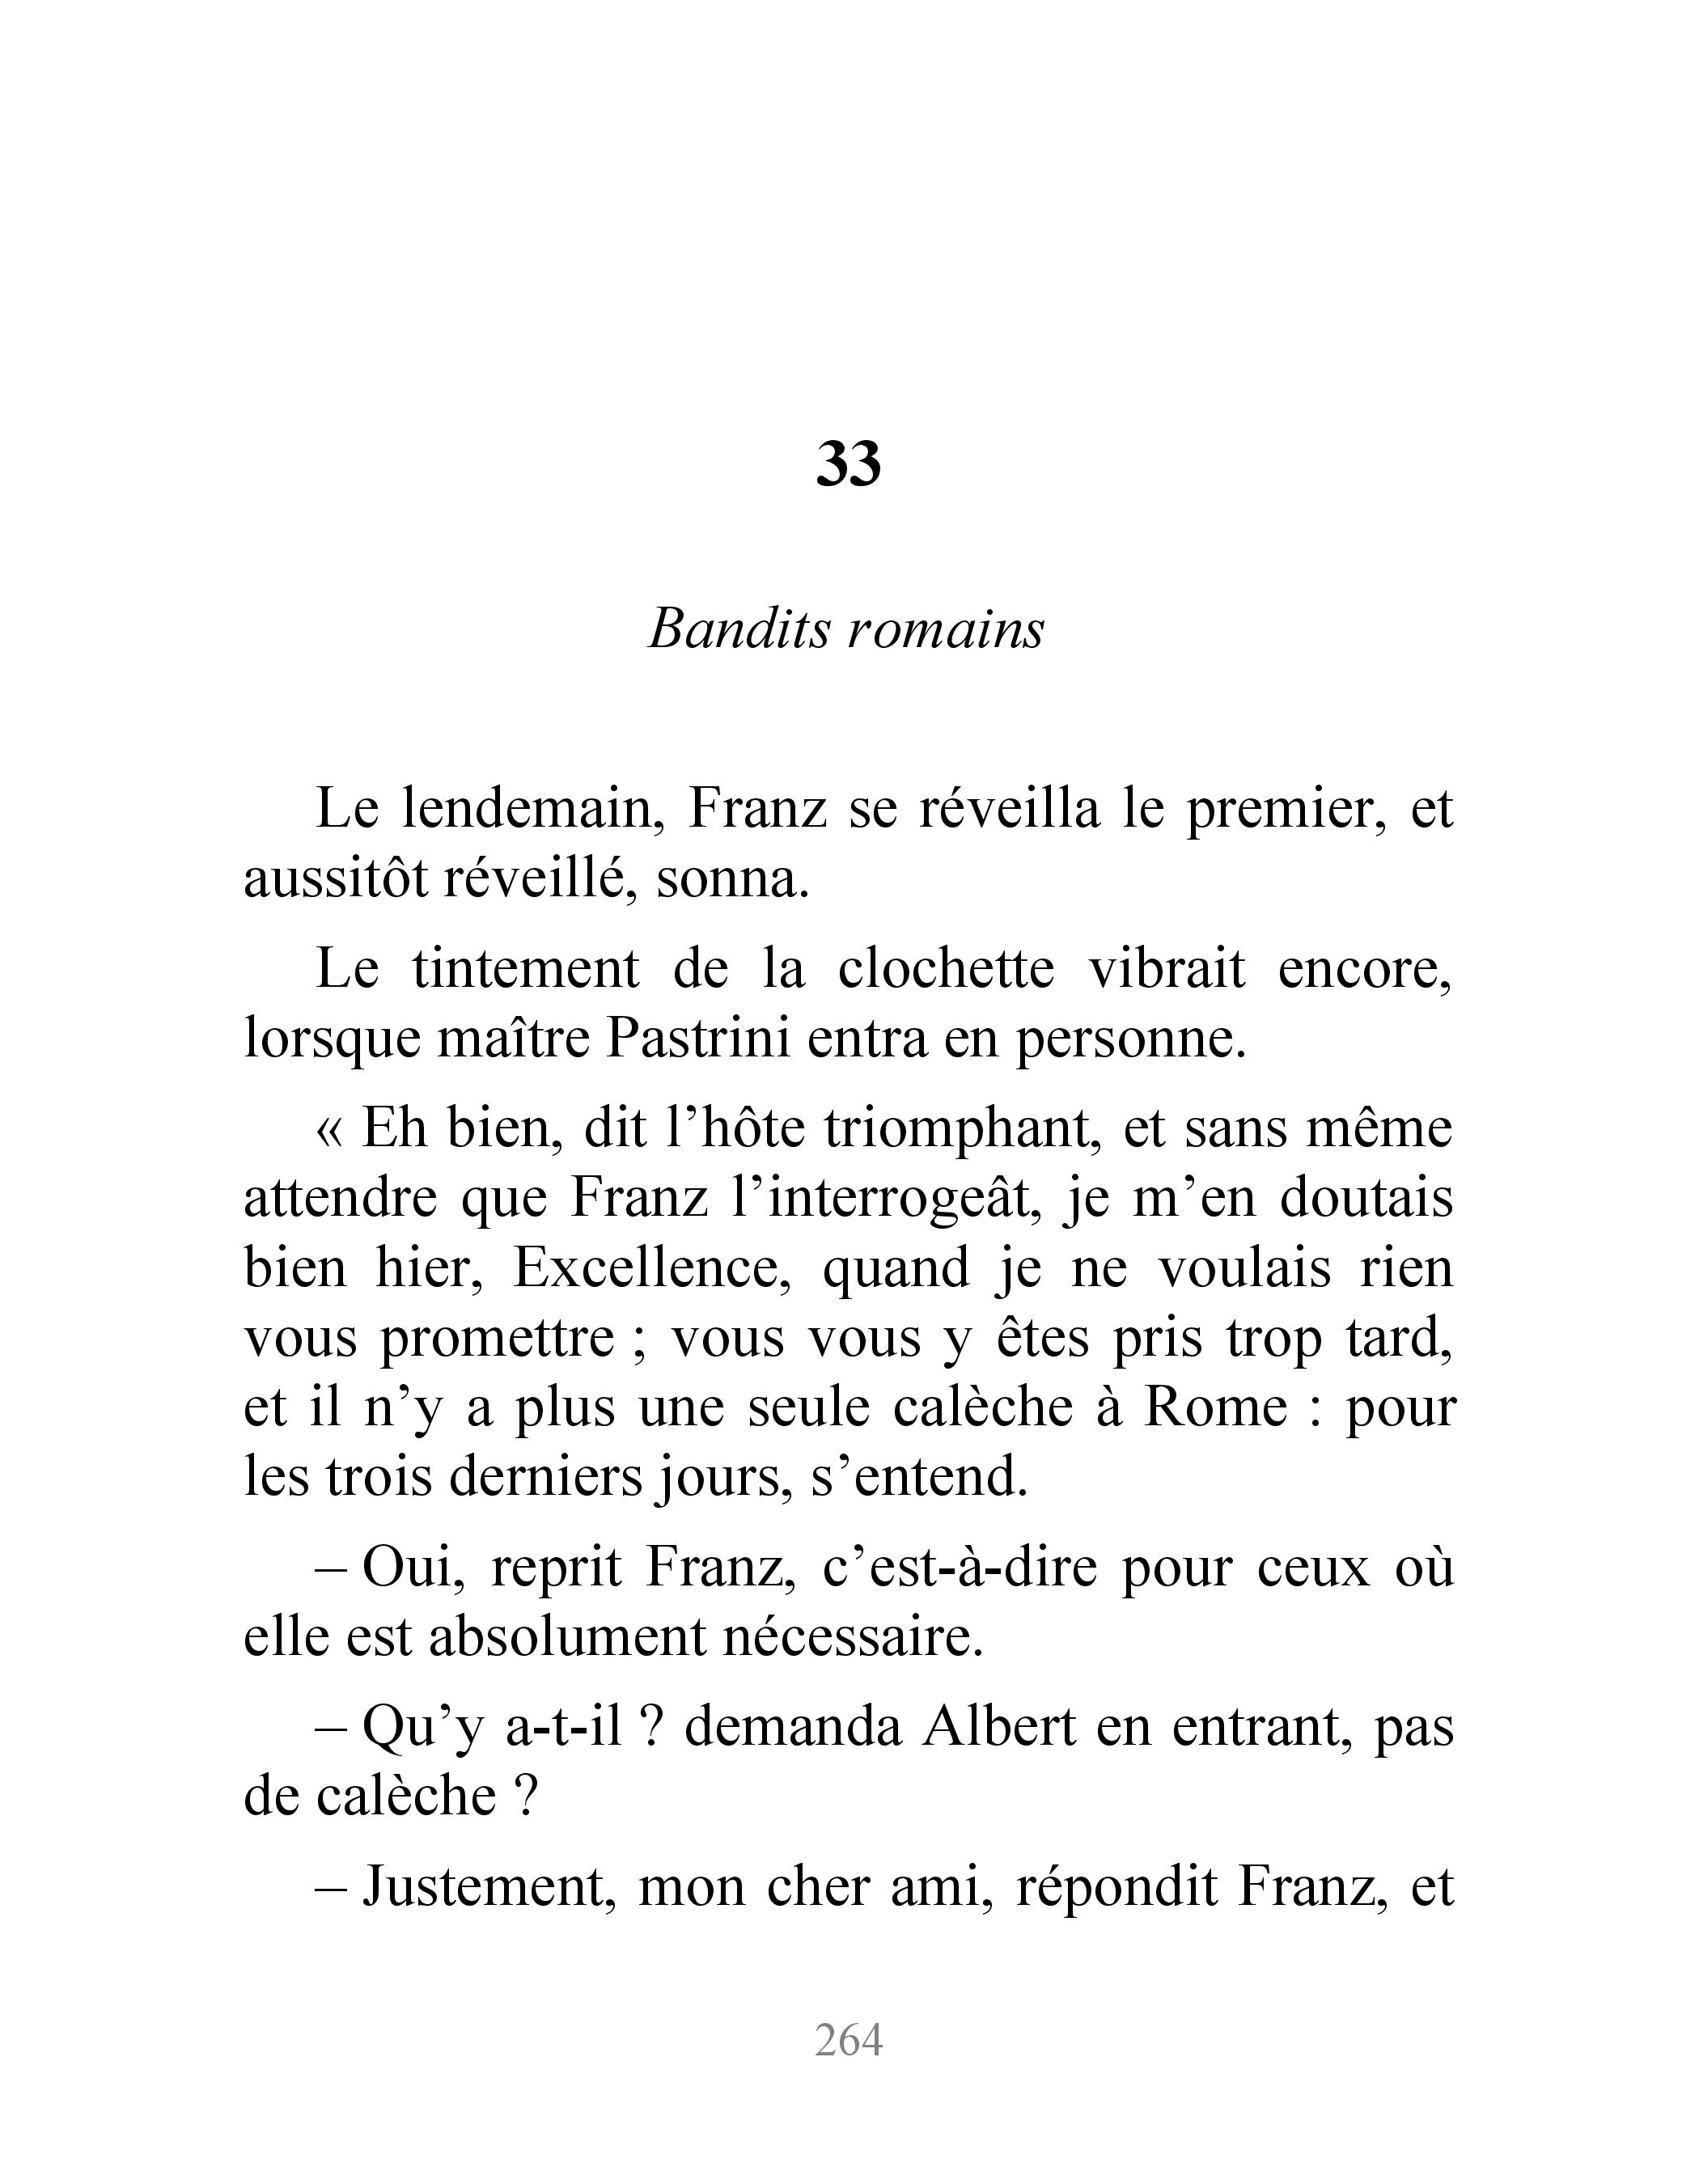 33
Bandits romains
Le lendemain, Franz se réveilla le premier, et
aussitôt réveillé, sonna.
Le tintement de la clochette vibrait encore,
lorsque maître Pastrini entra en personne.
« Eh bien, dit l’hôte triomphant, et sans même
attendre que Franz l’interrogeât, je m’en doutais
bien hier, Excellence, quand je ne voulais rien
vous promettre ; vous vous y êtes pris trop tard,
et il n’y a plus une seule calèche à Rome : pour
les trois derniers jours, s’entend.
– Oui, reprit Franz, c’est-à-dire pour ceux où
elle est absolument nécessaire.
– Qu’y a-t-il ? demanda Albert en entrant, pas
de calèche ?
– Justement, mon cher ami, répondit Franz, et
264